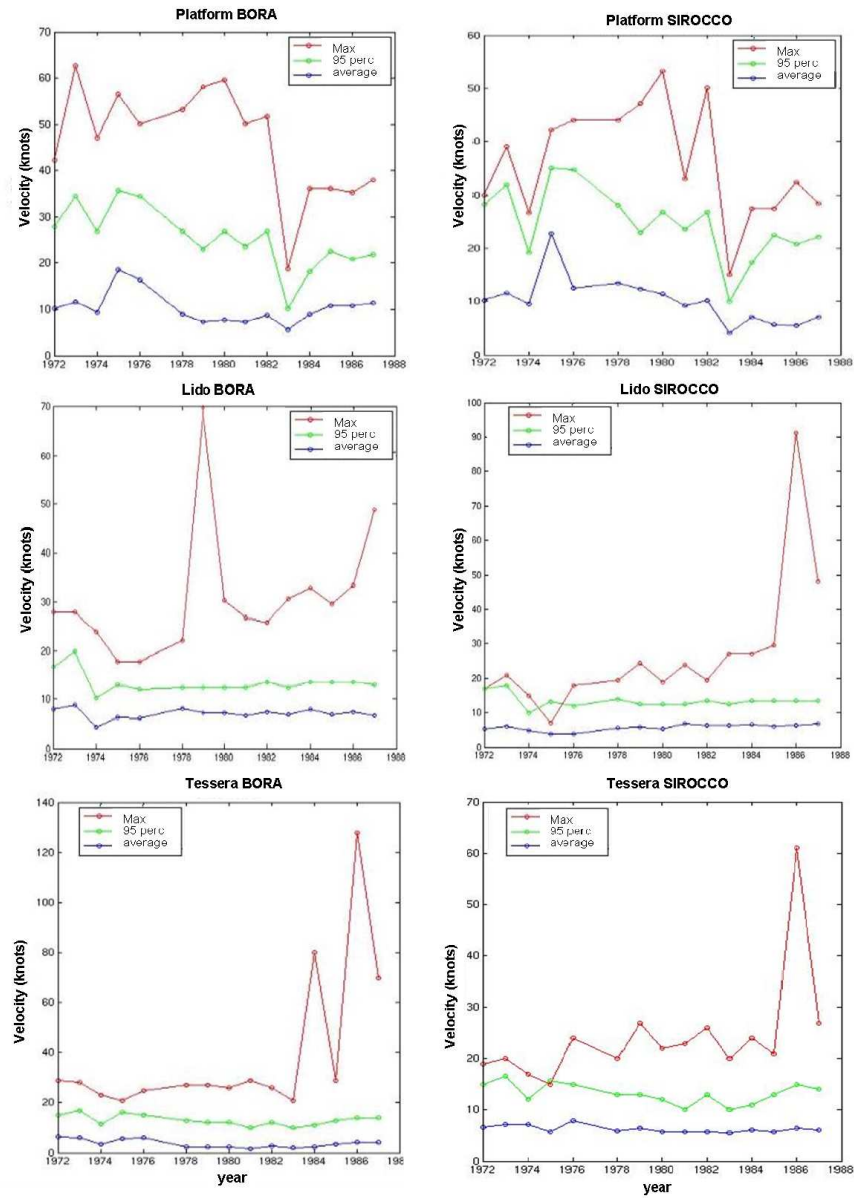 Platform BORA
70
60
50
40
30
20
10
0
Velocity (knots)
Max
95 perc
average
1972 1974 1976 1978 1980 1982 1984 1986 1988
Platform SIROCCO
60
50
40
30
20
10
0
Velocity (knots)
Max
95 perc
average
1972 1974 1976 1978 1980 1982 1984 1986 1988
Lido BORA
70
60
50
40
30
20
10
0
Velocity (knots)
Max
95 perc
average
1972 1974 1976 1978 1980 1982 1984 1986 1988
Lido SIROCCO
100
90
80
70
60
50
40
30
20
10
0
Velocity (knots)
Max
95 perc
average
1972 1974 1976 1978 1980 1982 1984 1986 1988
Tessera BORA
140
120
100
80
60
40
20
0
Velocity (knots)
Max
95 perc
average
1972 1974 1976 1978 1980 1982 1984 1986 198
year
Tessera SIROCCO
70
60
50
40
30
20
10
0
Velocity (knots)
Max
95 perc
average
1972 1974 1976 1978 1980 1982 1984 1986 1988
year